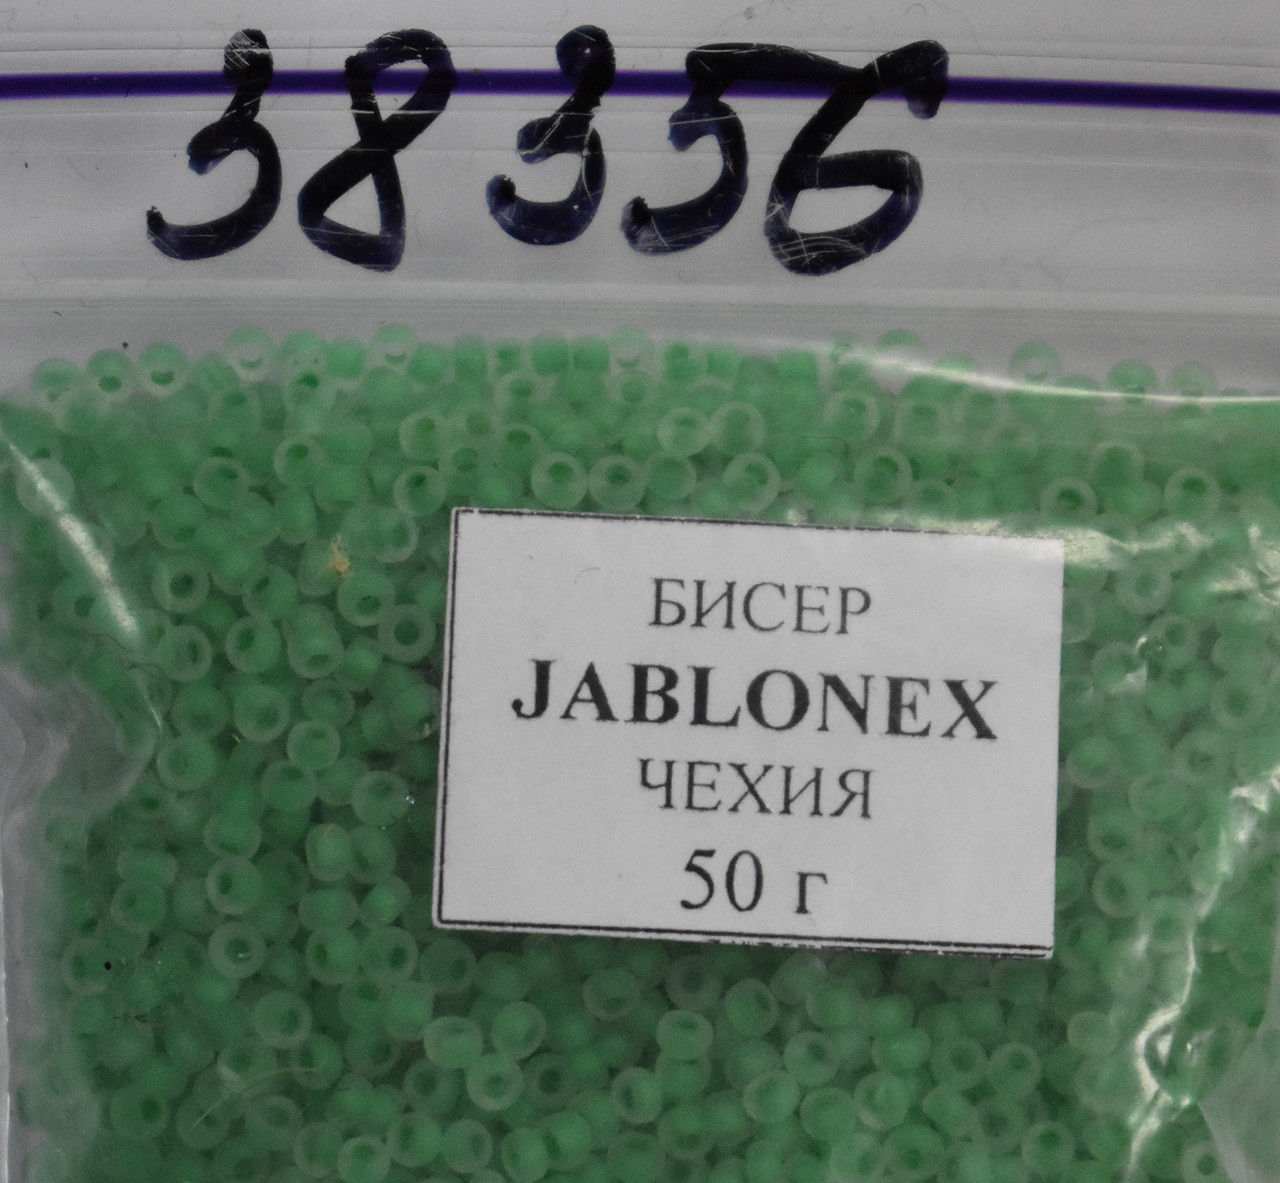 38356
БИСЕР
JABLONEX
ЧЕХИЯ
50 г